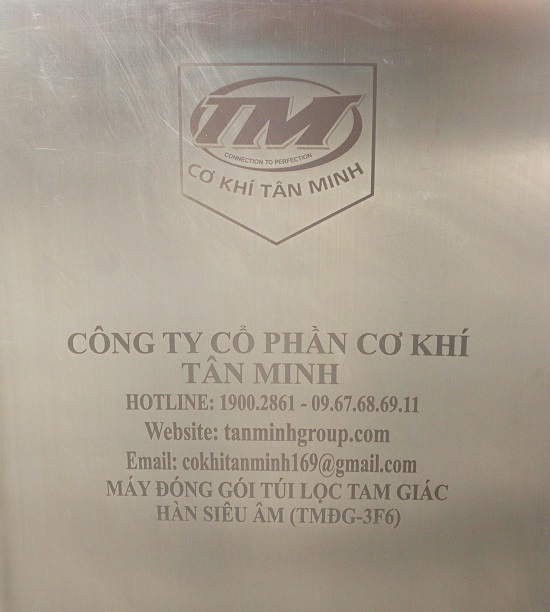 TM
CONNECTION TO PERFECTION
CƠ KHÍ TÂN MINH
CÔNG TY CỔ PHẦN CƠ KHÍ
TÂN MINH
HOTLINE: 1900.2861 - 09.67.68.69.11
Website: tanminhgroup.com
Email: cokhitanminh169@gmail.com
MÁY ĐÓNG GÓI TÚI LỌC TAM GIÁC
HÀN SIÊU ÂM (TMĐG-3F6)